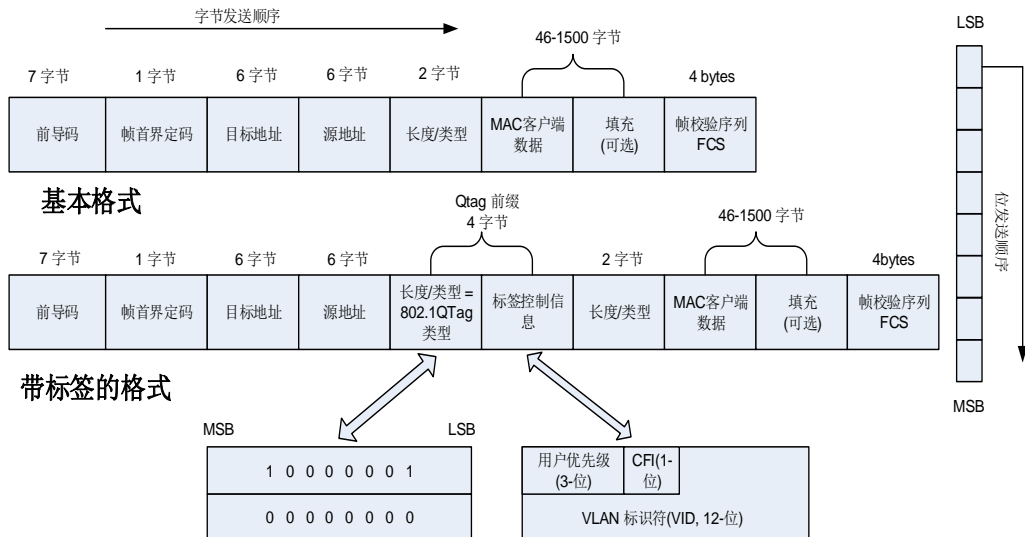 字节发送顺序
LSB
46-1500 字节
7 字节
1 字节
6 字节
6 字节
2 字节
4 bytes
前导码
帧首界定码
目标地址
源地址
长度/类型
MAC客户端
数据
填充
(可选)
帧校验序列
FCS
基本格式
Qtag 前缀
4 字节
46-1500 字节
位发送顺序
7 字节
1 字节
6 字节
6 字节
2 字节
4bytes
前导码
帧首界定码
目标地址
源地址
长度/类型 =
802.1QTag
类型
标签控制信
息
长度/类型
MAC客户端
数据
填充
(可选)
帧校验序列
FCS
带标签的格式
MSB
MSB
LSB
1 0 0 0 0 0 0 1
0 0 0 0 0 0 0 0
用户优先级
(3-位)
CFI(1-
位)
VLAN 标识符(VID, 12-位)